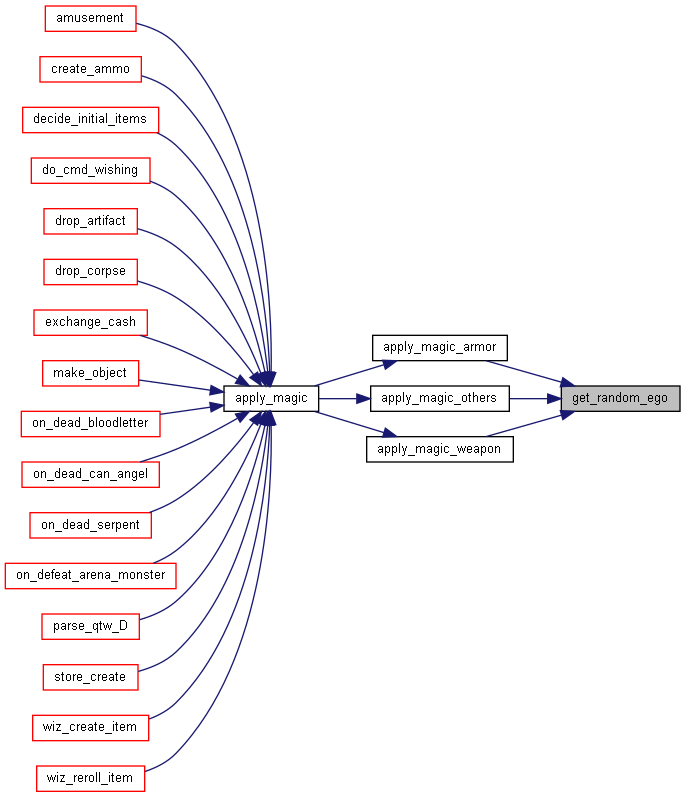 amusement
create_ammo
decide_initial_items
do_cmd_wishing
drop_artifact
drop_corpse
exchange_cash
make_object
on_dead_bloodletter
on_dead_can_angel
on_dead_serpent
on_defeat_arena_monster
parse_qtw_D
store_create
wiz_create_item
wiz_reroll_item
apply_magic
apply_magic_armor
apply_magic_others
apply_magic_weapon
get_random_ego